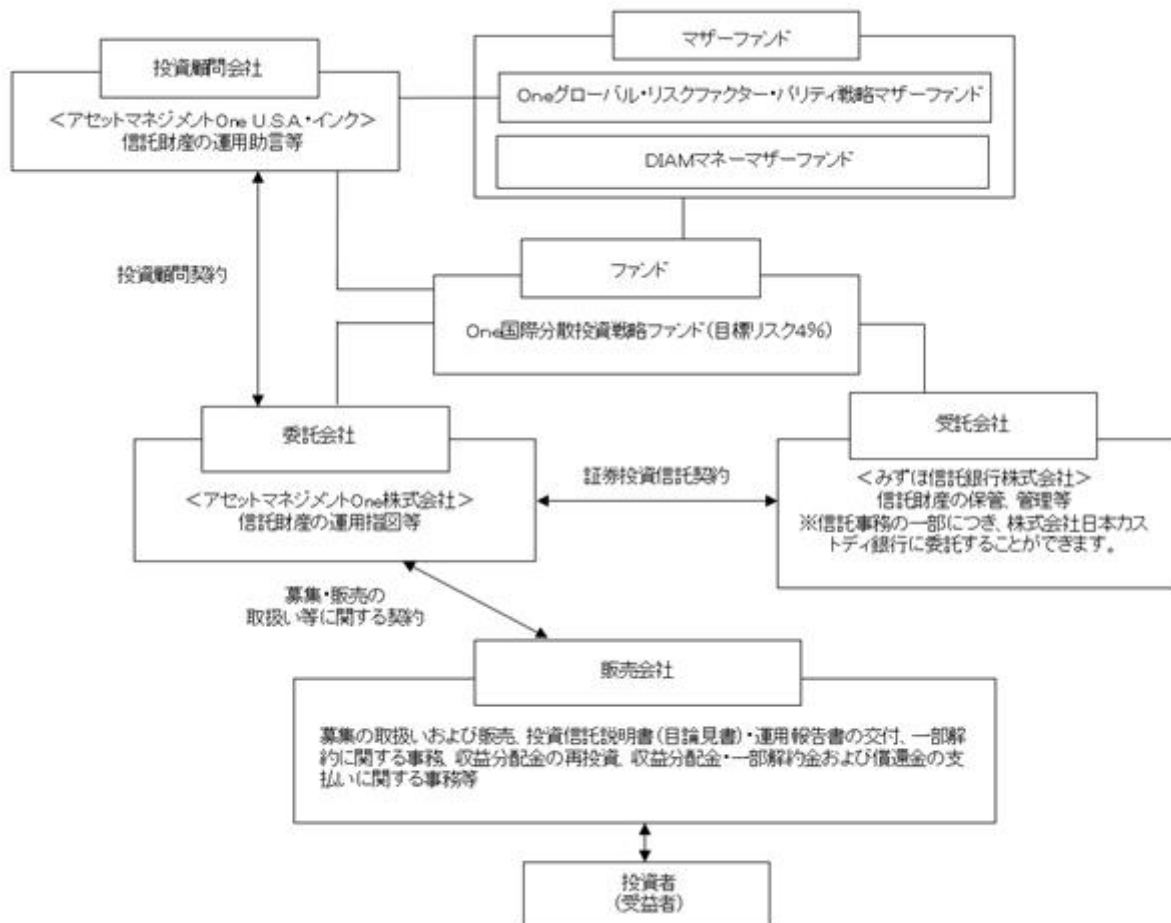 マザーファンド
投資顧問会社
Oneグローバル・リスクファクター・パリティ戦略マザーファンド
＜アセットマネジメントOne U.S.A.・インク＞
信託財産の運用助言等
DIAMマネーマザーファンド
ファンド
投資顧問契約
One国際分散投資戦略ファンド（目標リスク4％）
委託会社
受託会社
＜アセットマネジメントOne株式会社＞
信託財産の運用指図等
証券投資信託契約
＜みずほ信託銀行株式会社＞
信託財産の保管、管理等
※信託事務の一部につき、株式会社日本カス
トディ銀行に委託することができます。
募集・販売の
取扱い等に関する契約
販売会社
募集の取扱いおよび販売、投資信託説明書（目論見書）・運用報告書の交付、一部解
約に関する事務、収益分配金の再投資、収益分配金・一部解約金および償還金の支
払いに関する事務等
投資者
（受益者）